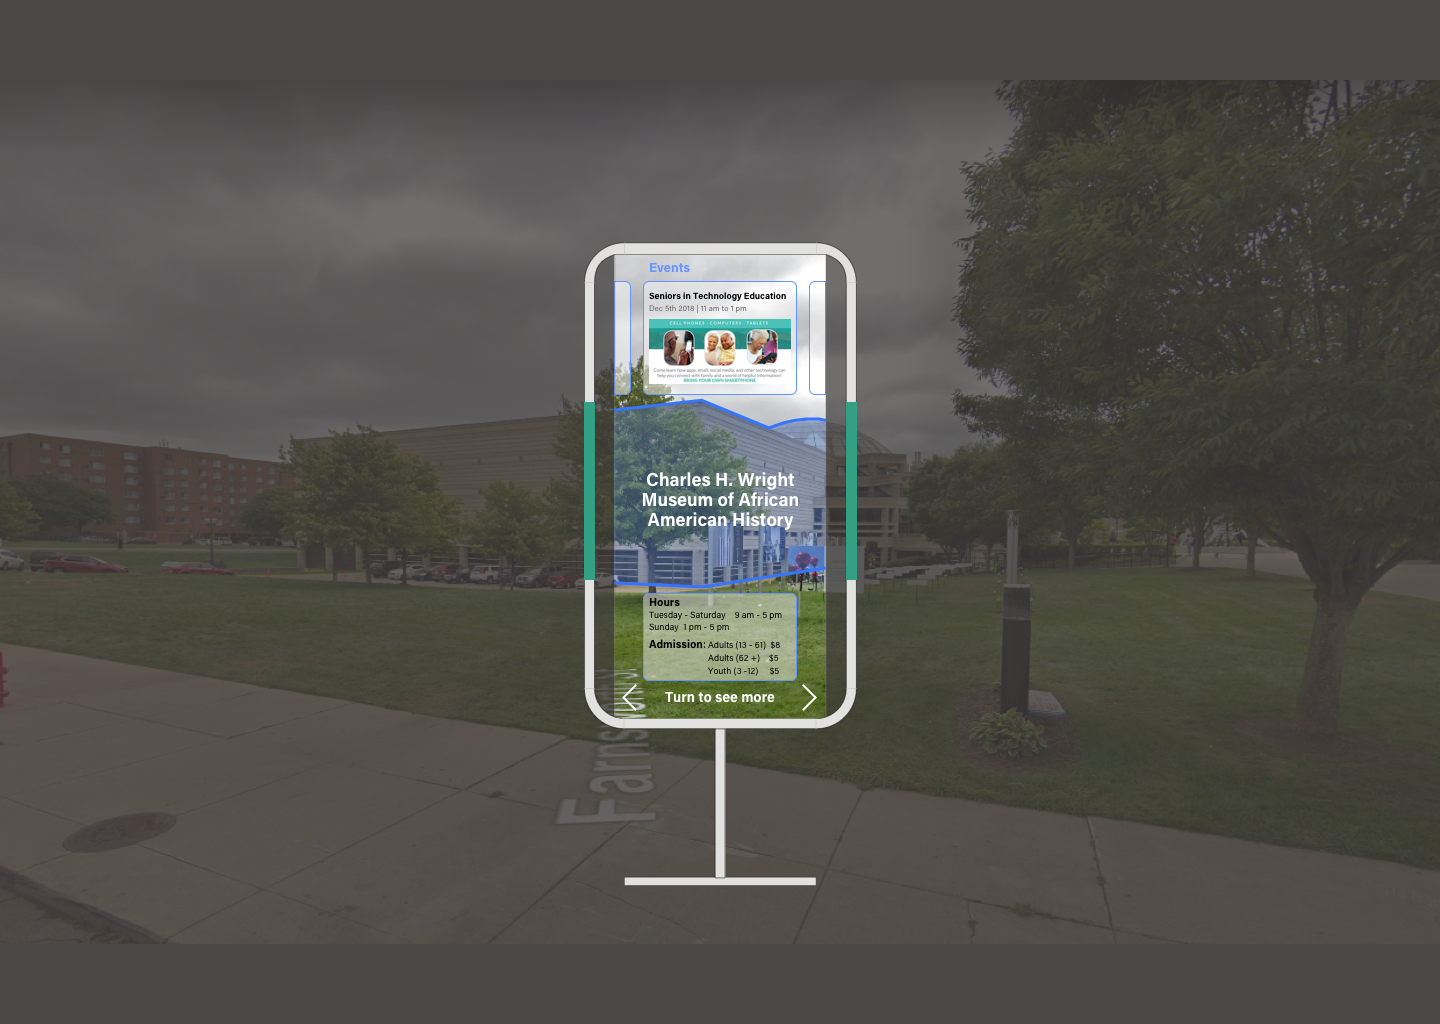 Events
Seniors in Technology Education
Dec 5th 2018 | 11 am to 1 pm
CELL PHONES · COMPUTERS · TABLETS
Come learn how apps, email, social media, and other technology can
help you connect with family and a world of helpful information!
BRING YOUR OWN SMARTPHONE
Charles H. Wright
Museum of African
American History
Hours
Tuesday - Saturday 9 am - 5 pm
Sunday 1 pm - 5 pm
Admission: Adults (13 - 61) $8
Adults (62 +) $5
Youth (3 -12) $5
Turn to see more